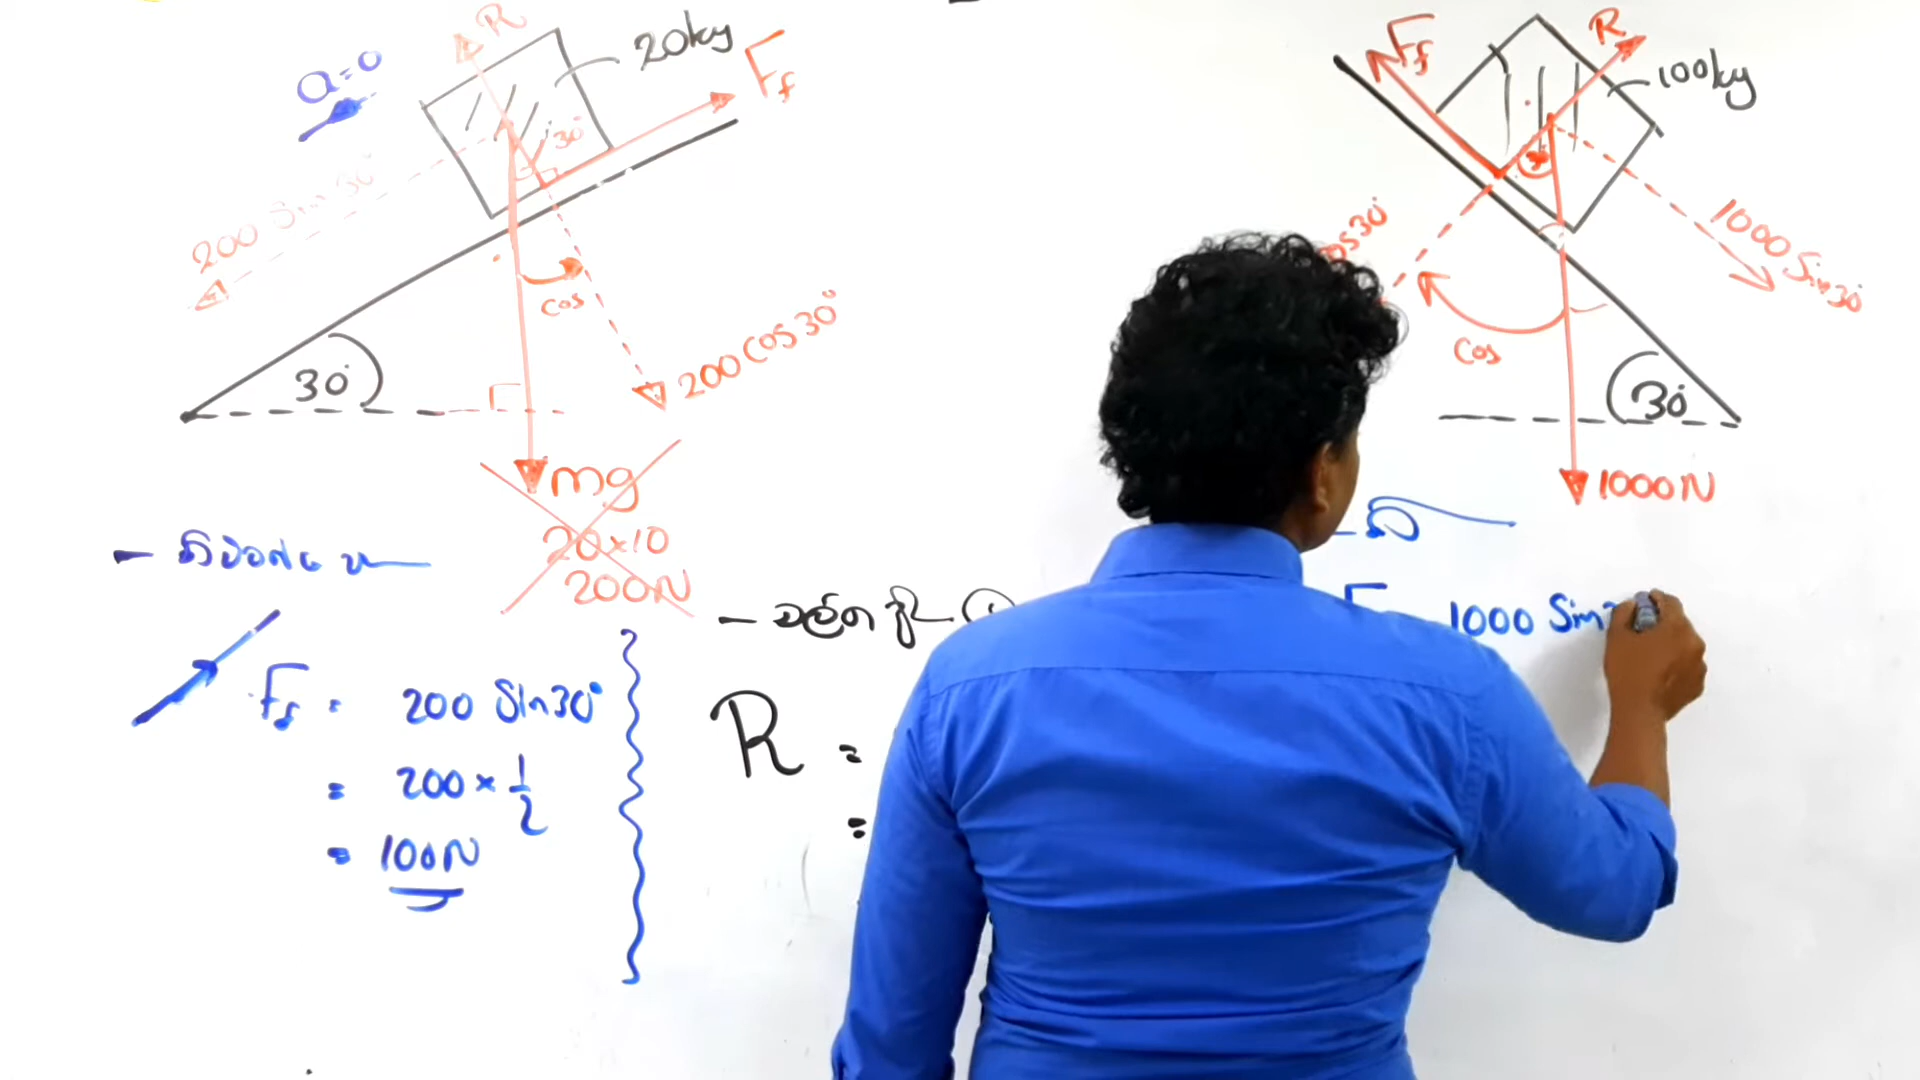 a=0
R
20kg
Ff
30°
200 Sin 30°
cos
200 cos 30°
30°
mg
20×10
200N
Ff = 200 Sin30°
= 200 × 1/2
= 100N
R =
=
Ff
R
100kg
30
cos30°
1000 Sin30°
cos
30°
1000N
1000 Sin